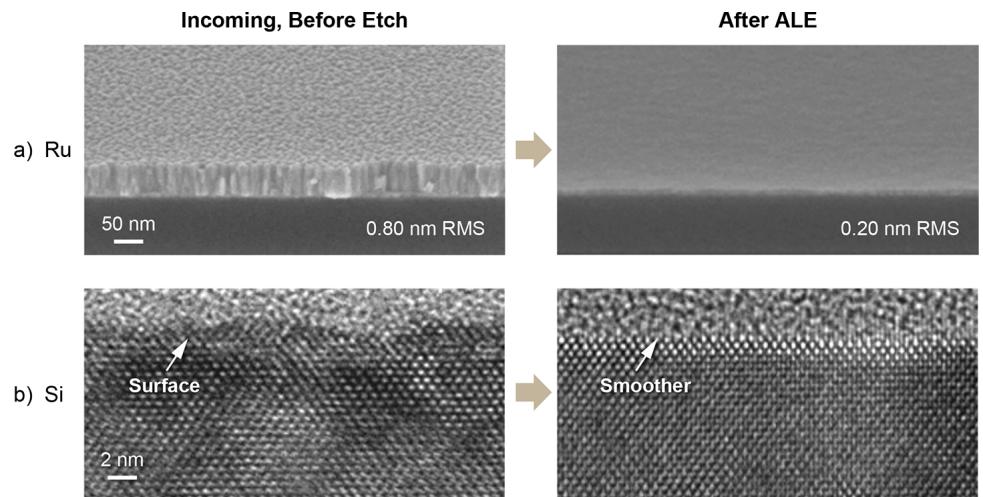 Incoming, Before Etch
After ALE
a) Ru
50 nm
0.80 nm RMS
0.20 nm RMS
b) Si
Surface
Smoother
2 nm